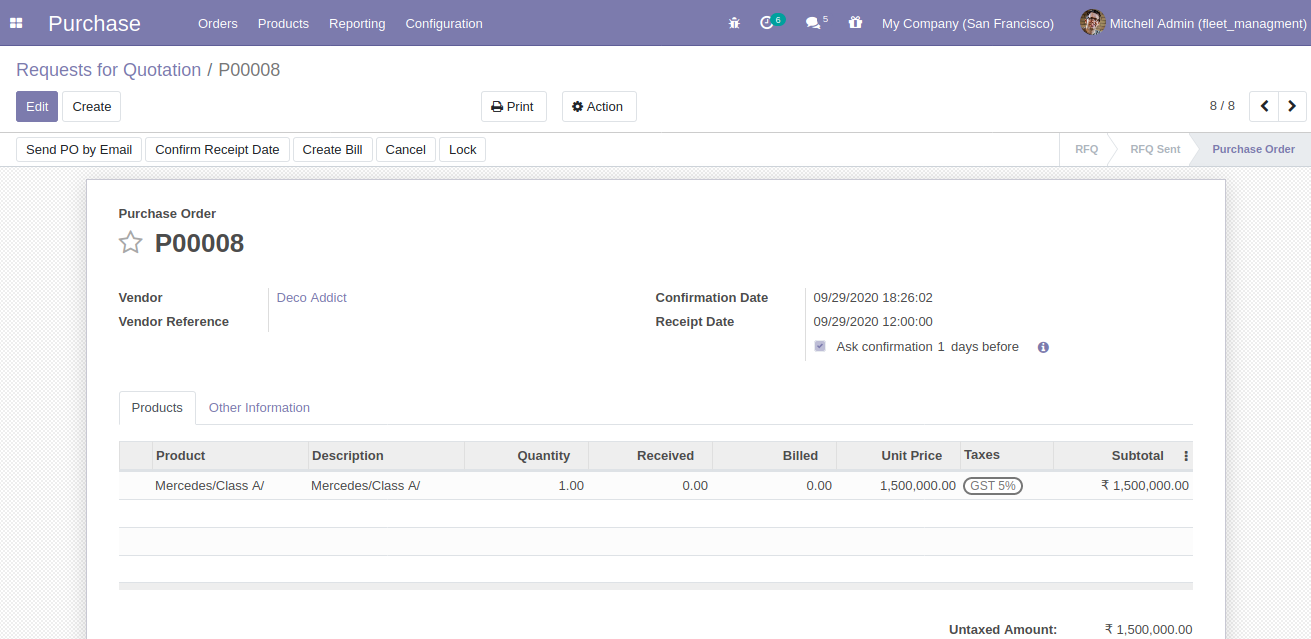 Purchase Orders Products Reporting Configuration 6 5 My Company (San Francisco) Mitchell Admin (fleet_managment)
Requests for Quotation / P00008
Edit Create Print Action 8 / 8
Send PO by Email Confirm Receipt Date Create Bill Cancel Lock RFQ RFQ Sent Purchase Order
Purchase Order
P00008
Vendor Deco Addict Confirmation Date 09/29/2020 18:26:02
Vendor Reference Receipt Date 09/29/2020 12:00:00
Ask confirmation 1 days before
Products Other Information
Product Description Quantity Received Billed Unit Price Taxes Subtotal
Mercedes/Class A/ Mercedes/Class A/ 1.00 0.00 0.00 1,500,000.00 GST 5% ₹ 1,500,000.00
Untaxed Amount: ₹ 1,500,000.00